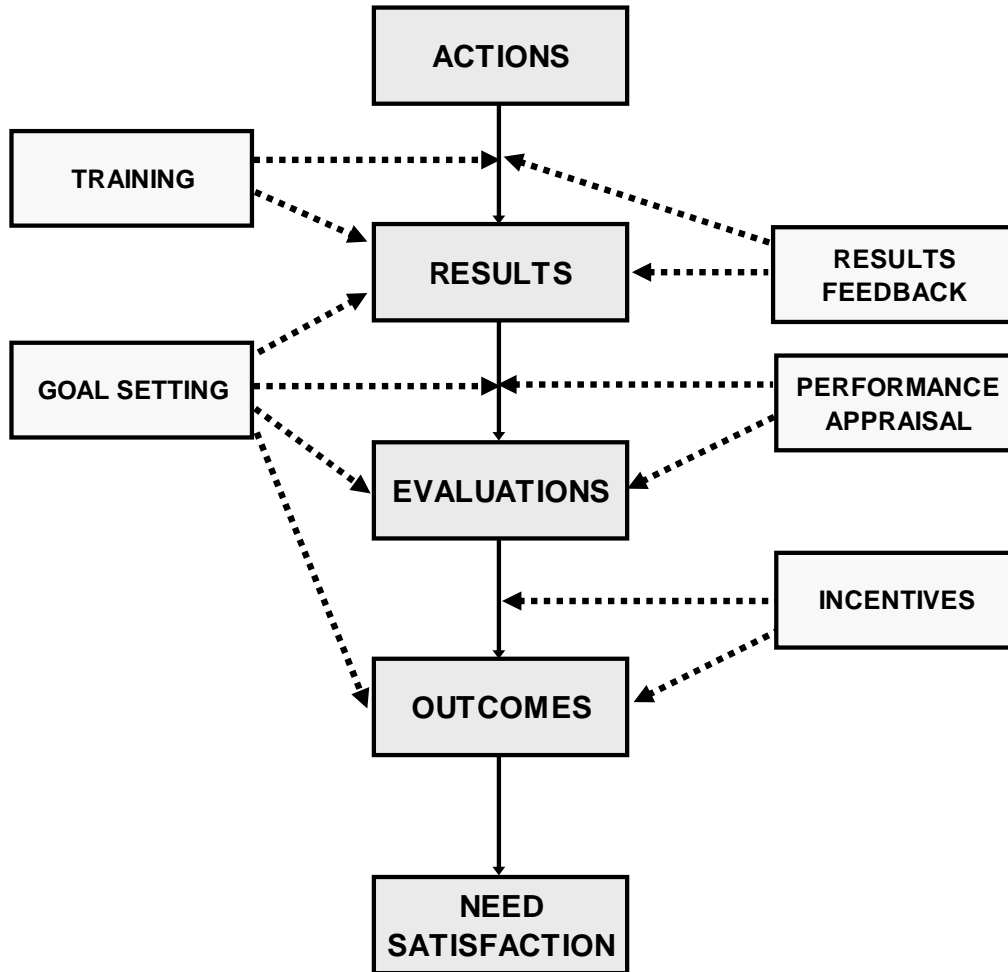 ACTIONS
TRAINING
RESULTS
RESULTS
FEEDBACK
GOAL SETTING
PERFORMANCE
APPRAISAL
EVALUATIONS
INCENTIVES
OUTCOMES
NEED
SATISFACTION